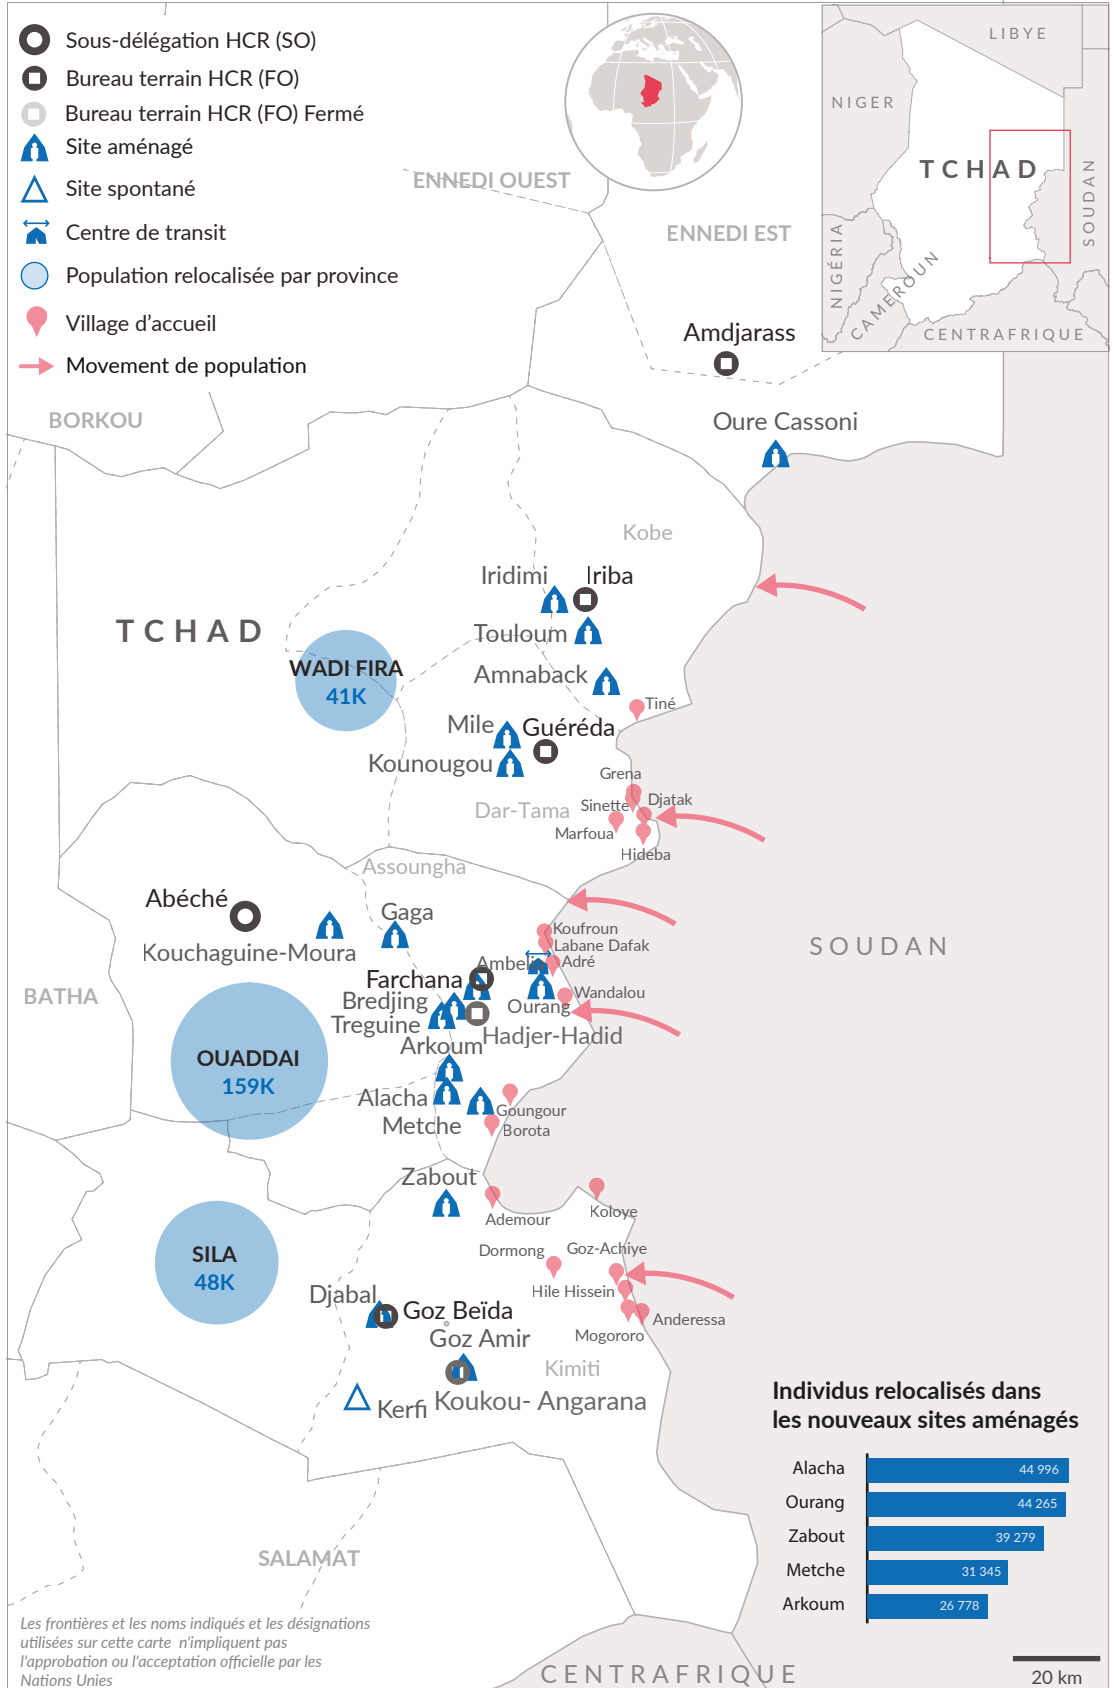 Sous-délégation HCR (SO)
Bureau terrain HCR (FO)
Bureau terrain HCR (FO) Fermé
Site aménagé
Site spontané
Centre de transit
Population relocalisée par province
Village d'accueil
Movement de population
LIBYE
NIGER
TCHAD
SOUDAN
NIGÉRIA
CAMEROUN
CENTRAFRIQUE
ENNEDI OUEST
ENNEDI EST
Amdjarass
BORKOU
Oure Cassoni
Kobe
Iridimi
Iriba
TCHAD
Touloum
WADI FIRA
41K
Amnaback
Tiné
Mile
Guéréda
Kounougou
Grena
Sinette
Djatak
Dar-Tama
Marfoua
Hideba
Assoungha
Abéché
Gaga
Koufroun
Kouchaguine-Moura
Labane Dafak
SOUDAN
Ambelia
Adré
Farchana
BATHA
Bredjing
Wandalou
Ourang
Treguine
Hadjer-Hadid
Arkoum
OUADDAI
159K
Alacha
Goungour
Metche
Borota
Zabout
Ademour
Koloye
Dormong
Goz-Achiye
SILA
48K
Hile Hissein
Djabal
Goz Beïda
Anderessa
Mogororo
Goz Amir
Kimiti
Kerfi
Koukou- Angarana
SALAMAT
Individus relocalisés dans
les nouveaux sites aménagés
Alacha 44 996
Ourang 44 265
Zabout 39 279
Metche 31 345
Arkoum 26 778
Les frontières et les noms indiqués et les désignations
utilisées sur cette carte n'impliquent pas
l'approbation ou l'acceptation officielle par les
Nations Unies
CENTRAFRIQUE
20 km